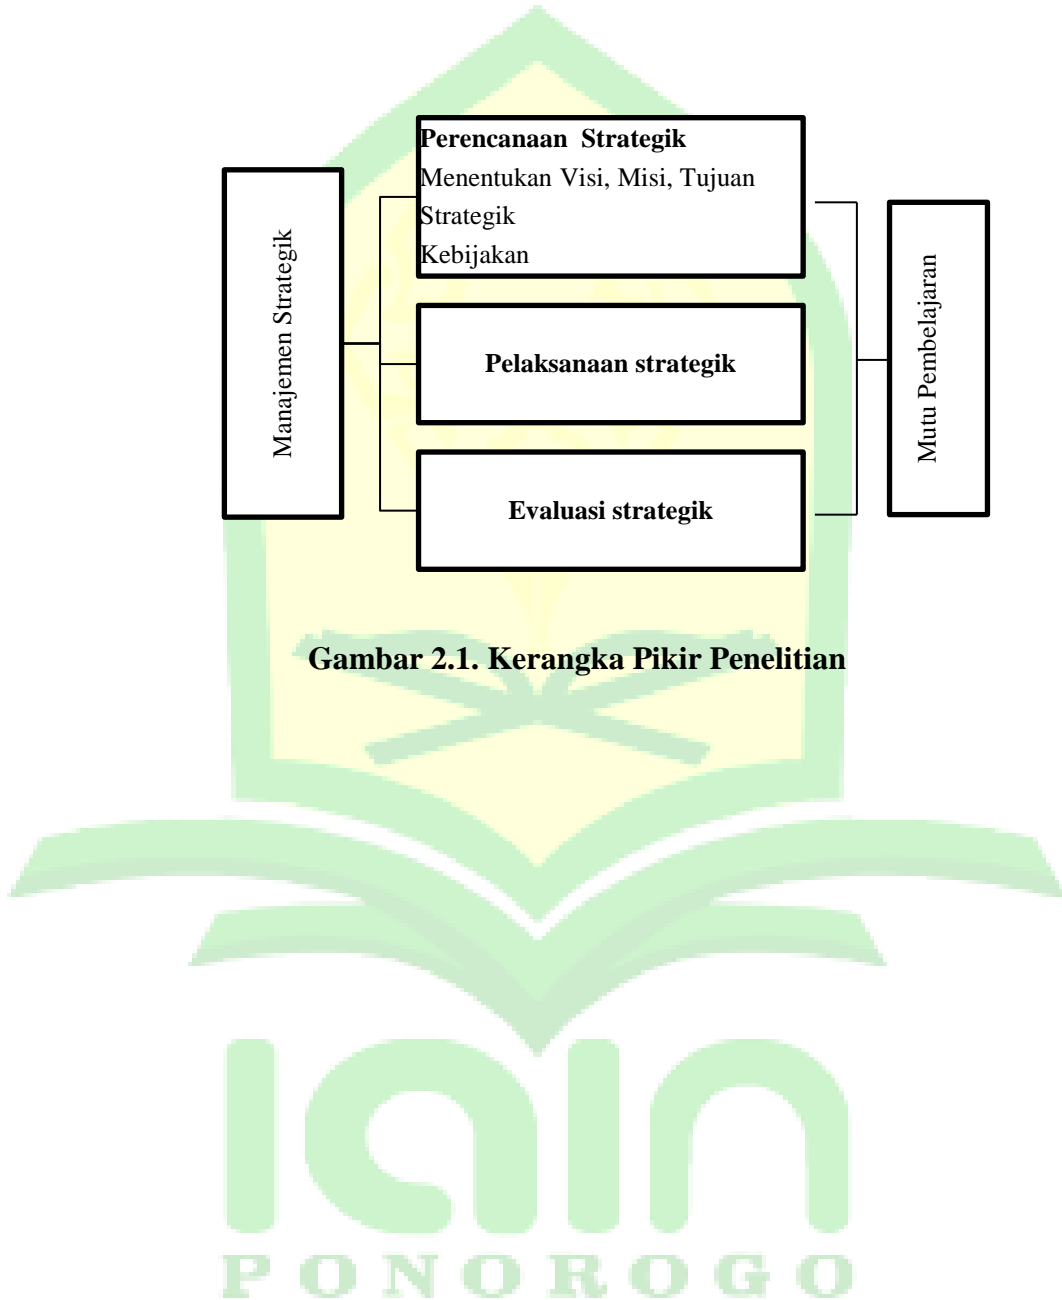 Manajemen Strategik
Perencanaan Strategik
Menentukan Visi, Misi, Tujuan
Strategik
Kebijakan
Pelaksanaan strategik
Evaluasi strategik
Mutu Pembelajaran
Gambar 2.1. Kerangka Pikir Penelitian
iain
PONOROGO